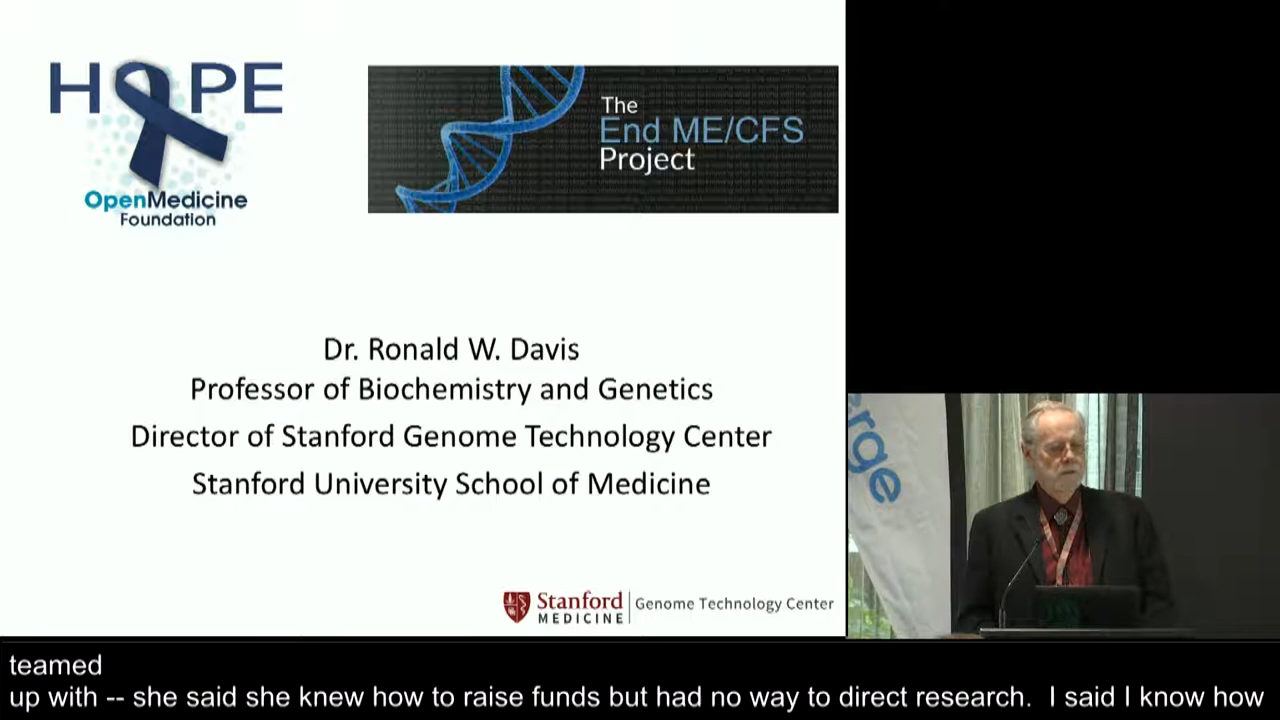 HOPE
OpenMedicine
Foundation
The
End ME/CFS
Project
Dr. Ronald W. Davis
Professor of Biochemistry and Genetics
Director of Stanford Genome Technology Center
Stanford University School of Medicine
Stanford
MEDICINE
Genome Technology Center
erge
teamed
up with -- she said she knew how to raise funds but had no way to direct research. I said I know how